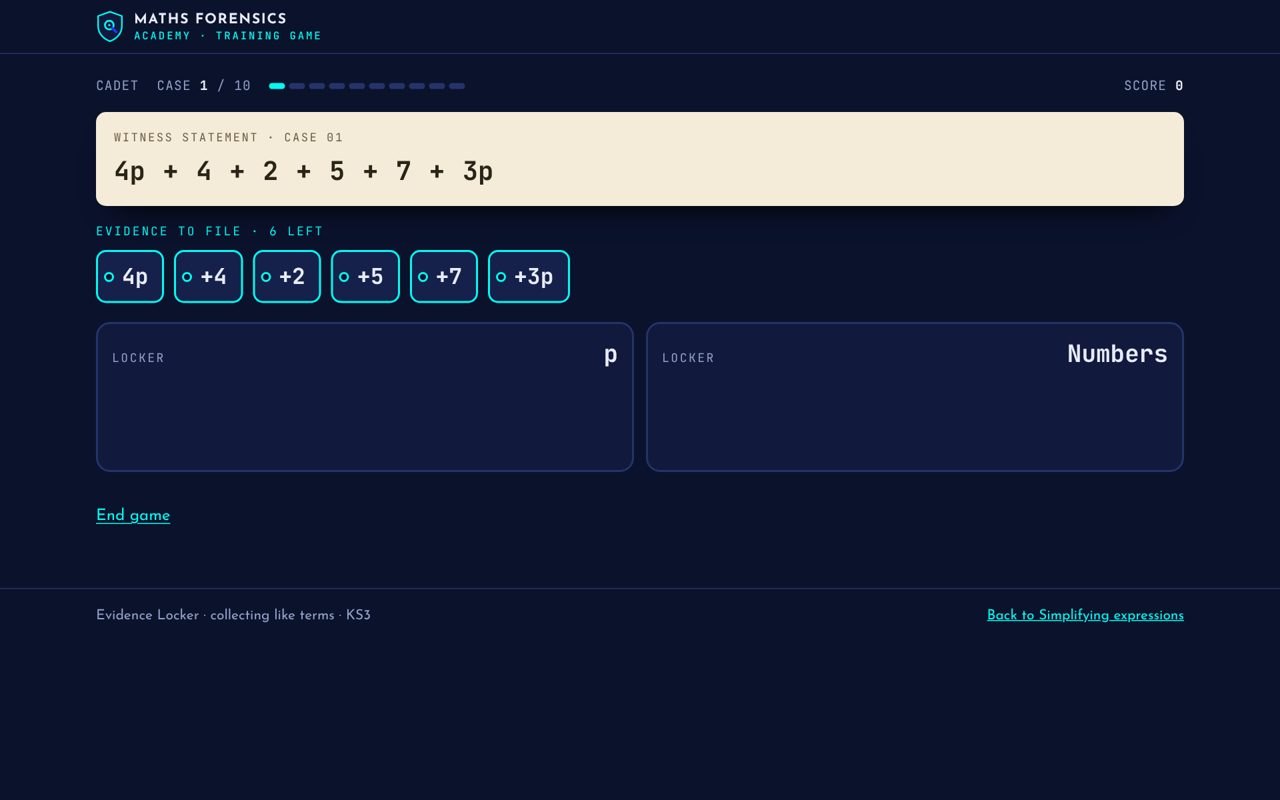 MATHS FORENSICS
ACADEMY · TRAINING GAME
CADET CASE 1 / 10
SCORE 0
WITNESS STATEMENT · CASE 01
4p + 4 + 2 + 5 + 7 + 3p
EVIDENCE TO FILE · 6 LEFT
4p +4 +2 +5 +7 +3p
LOCKER p
LOCKER Numbers
End game
Evidence Locker · collecting like terms · KS3
Back to Simplifying expressions